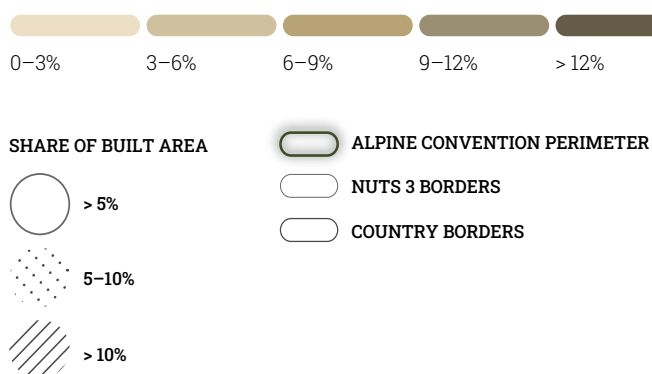 0–3% 3–6% 6–9% 9–12% > 12%
SHARE OF BUILT AREA
> 5%
5–10%
> 10%
ALPINE CONVENTION PERIMETER
NUTS 3 BORDERS
COUNTRY BORDERS